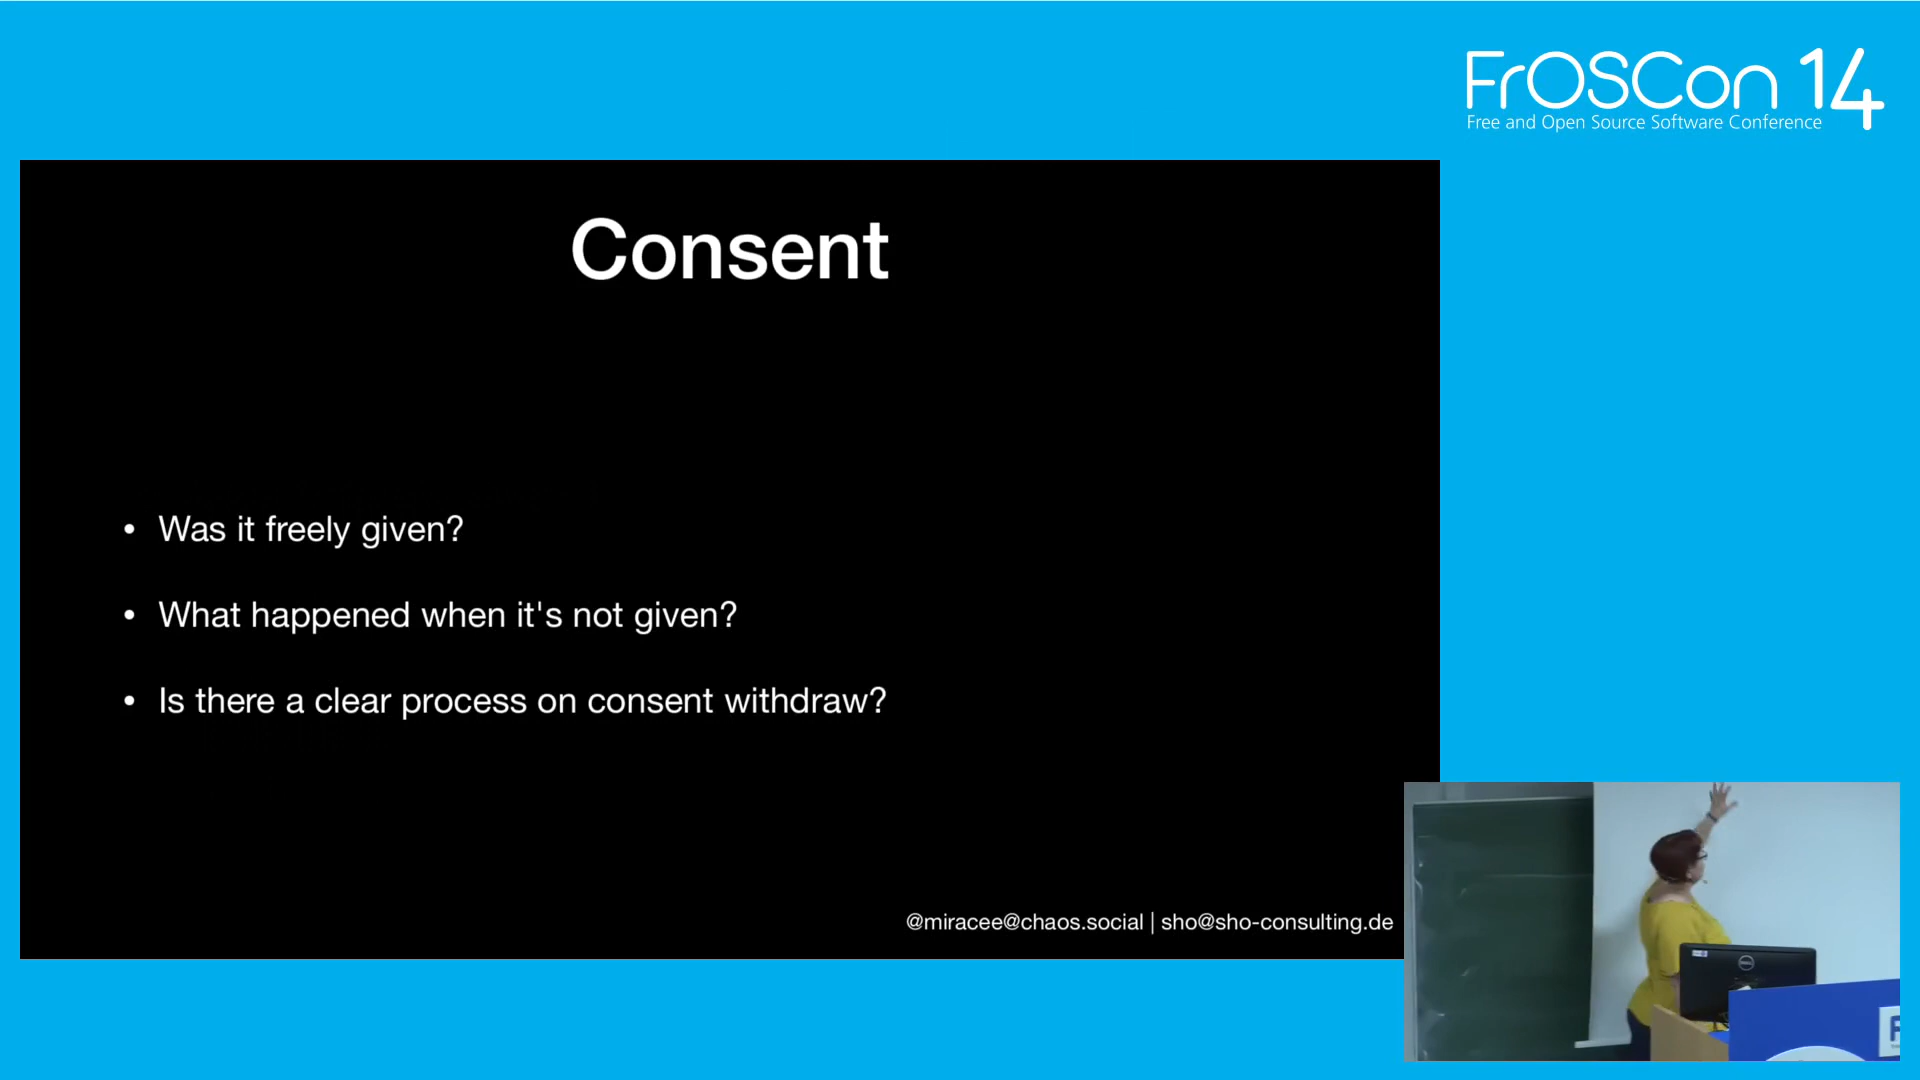 FrOSCon 14
Free and Open Source Software Conference
Consent
• Was it freely given?
• What happened when it's not given?
• Is there a clear process on consent withdraw?
@miracee@chaos.social | sho@sho-consulting.de
DELL
F